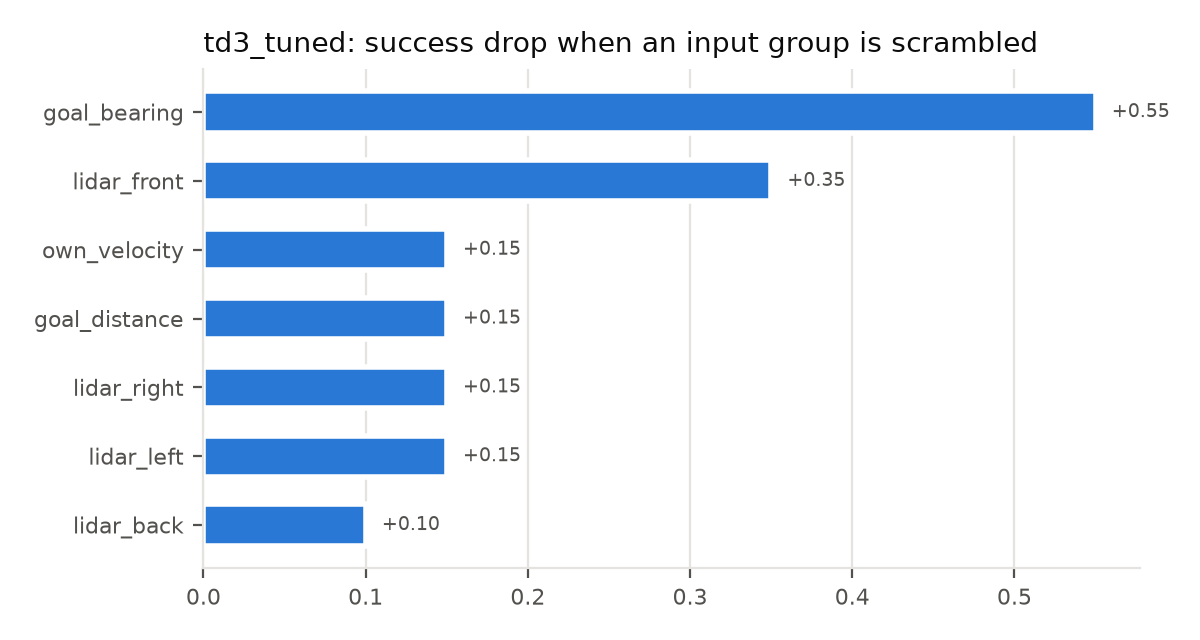 td3_tuned: success drop when an input group is scrambled
goal_bearing +0.55
lidar_front +0.35
own_velocity +0.15
goal_distance +0.15
lidar_right +0.15
lidar_left +0.15
lidar_back +0.10
0.0 0.1 0.2 0.3 0.4 0.5